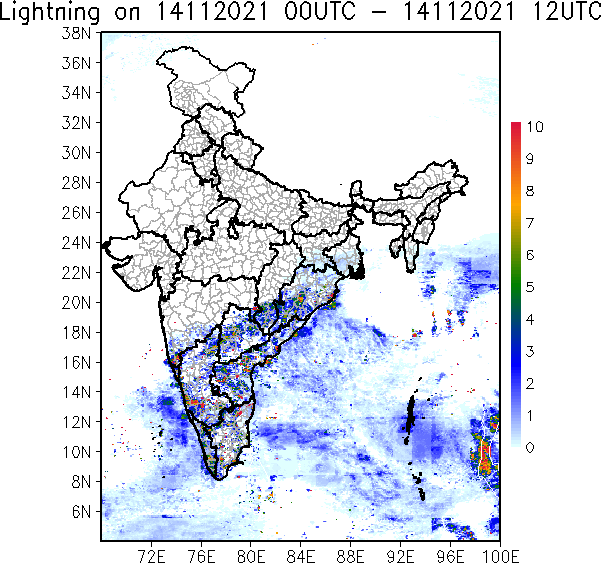 Lightning on 14112021 00UTC – 14112021 12UTC
38N
36N
34N
32N
30N
28N
26N
24N
22N
20N
18N
16N
14N
12N
10N
8N
6N
72E 76E 80E 84E 88E 92E 96E 100E
10
9
8
7
6
5
4
3
2
1
0